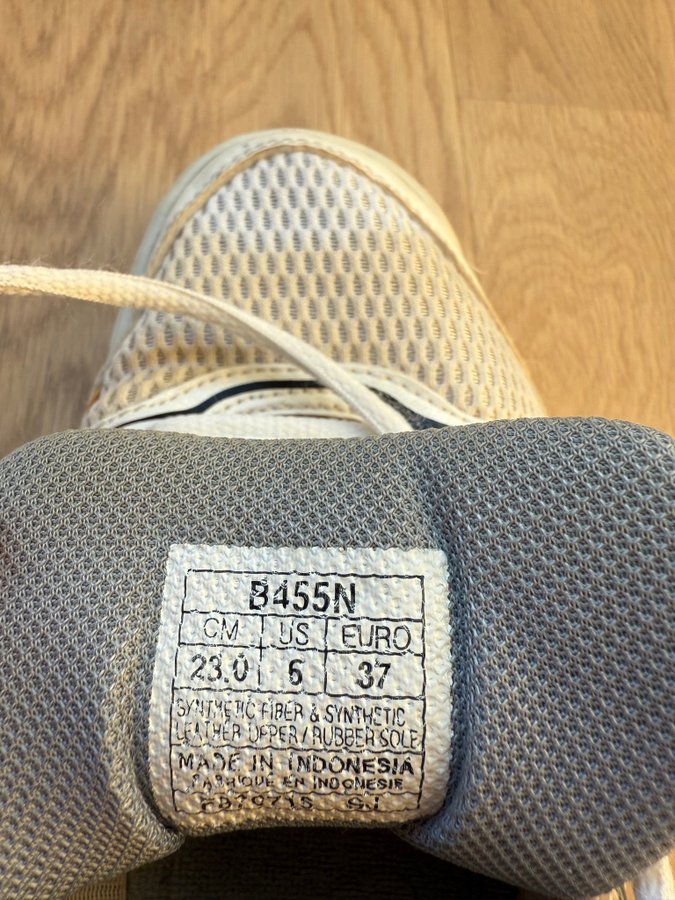 B455N
CM US EURO
23.0 6 37
SYNTHETIC FIBER & SYNTHETIC
LEATHER UPPER / RUBBER SOLE
MADE IN INDONESIA
FABRIQUE EN INDONESIE